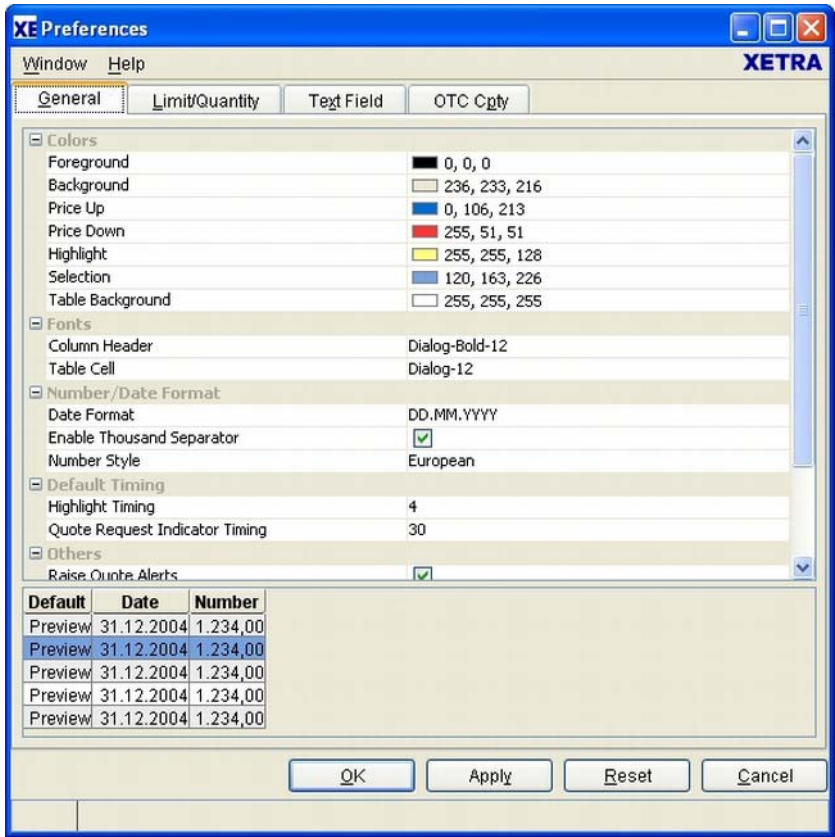 XE Preferences
Window Help XETRA
General Limit/Quantity Text Field OTC Cpty
Colors
Foreground 0, 0, 0
Background 236, 233, 216
Price Up 0, 106, 213
Price Down 255, 51, 51
Highlight 255, 255, 128
Selection 120, 163, 226
Table Background 255, 255, 255
Fonts
Column Header Dialog-Bold-12
Table Cell Dialog-12
Number/Date Format
Date Format DD.MM.YYYY
Enable Thousand Separator
Number Style European
Default Timing
Highlight Timing 4
Quote Request Indicator Timing 30
Others
Raise Quote Alerts
Default Date Number
Preview 31.12.2004 1.234,00
Preview 31.12.2004 1.234,00
Preview 31.12.2004 1.234,00
Preview 31.12.2004 1.234,00
Preview 31.12.2004 1.234,00
OK Apply Reset Cancel